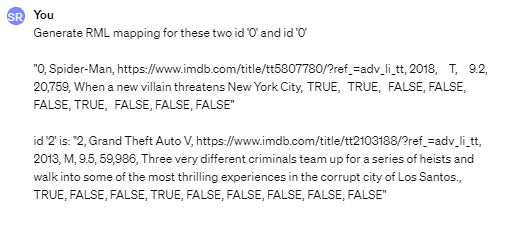 SR You
Generate RML mapping for these two id '0' and id '0'
"0, Spider-Man, https://www.imdb.com/title/tt5807780/?ref_=adv_li_tt, 2018, T, 9.2,
20,759, When a new villain threatens New York City, TRUE, TRUE, FALSE, FALSE,
FALSE, TRUE, FALSE, FALSE, FALSE"
id '2' is: "2, Grand Theft Auto V, https://www.imdb.com/title/tt2103188/?ref_=adv_li_tt,
2013, M, 9.5, 59,986, Three very different criminals team up for a series of heists and
walk into some of the most thrilling experiences in the corrupt city of Los Santos.,
TRUE, FALSE, FALSE, TRUE, FALSE, FALSE, FALSE, FALSE, FALSE"